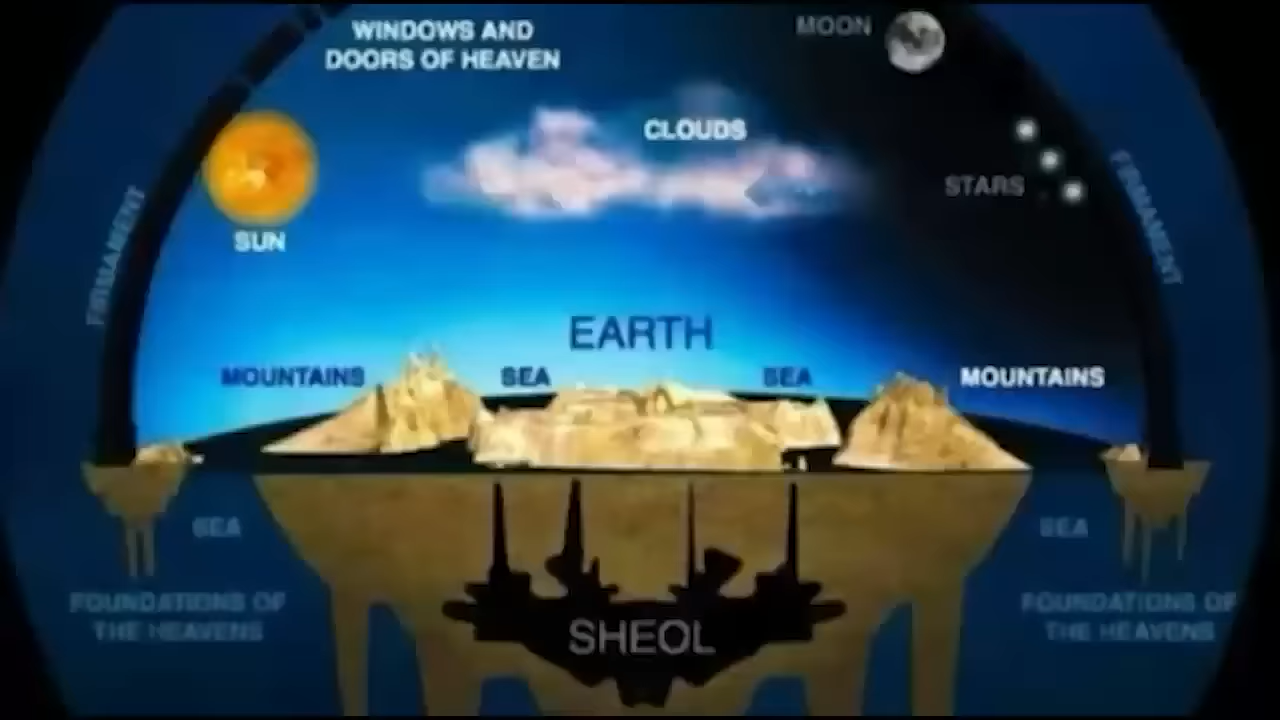 WINDOWS AND
DOORS OF HEAVEN
MOON
CLOUDS
STARS
FIRMAMENT
FIRMAMENT
SUN
EARTH
MOUNTAINS
SEA
SEA
MOUNTAINS
SEA
SEA
FOUNDATIONS OF
THE HEAVENS
FOUNDATIONS OF
THE HEAVENS
SHEOL